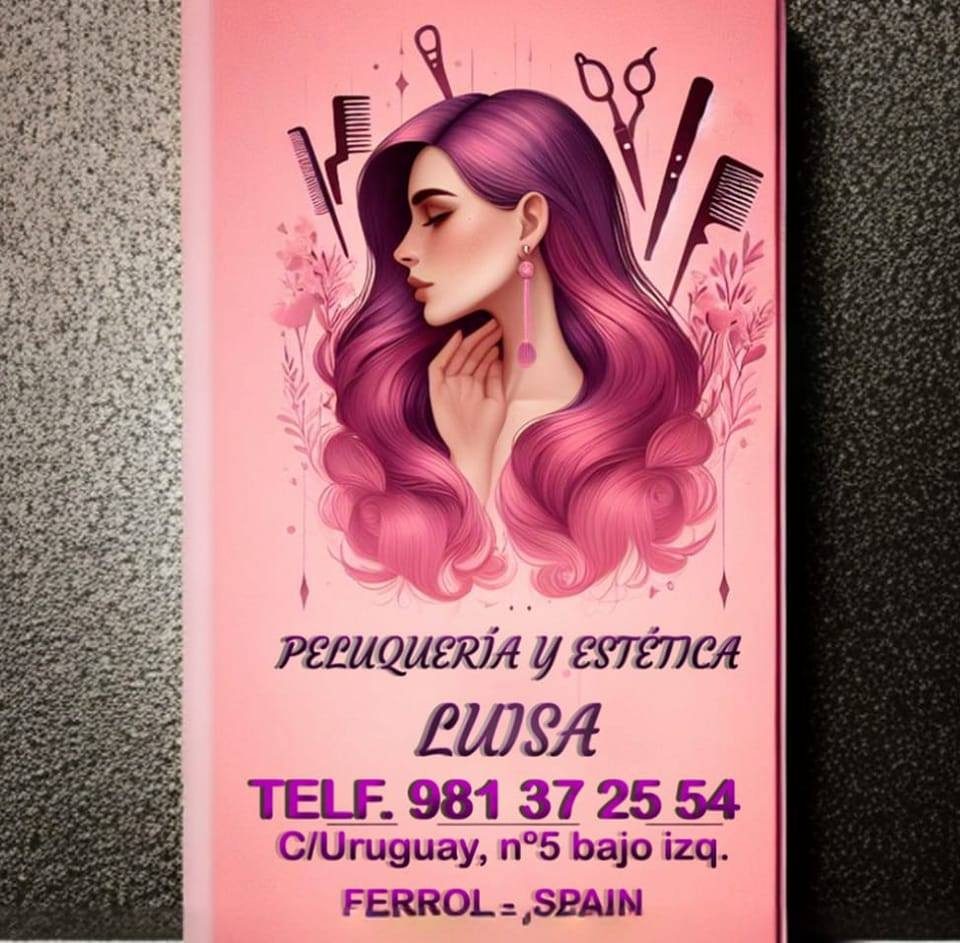 PELUQUERÍA Y ESTÉTICA
LUISA
TELF. 981 37 25 54
C/Uruguay, nº5 bajo izq.
FERROL - SPAIN